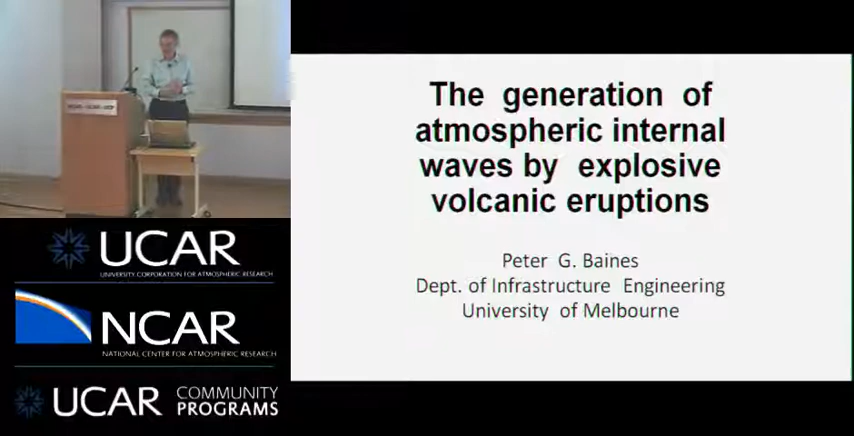 The generation of
atmospheric internal
waves by explosive
volcanic eruptions
Peter G. Baines
Dept. of Infrastructure Engineering
University of Melbourne
UCAR
UNIVERSITY CORPORATION FOR ATMOSPHERIC RESEARCH
NCAR
NATIONAL CENTER FOR ATMOSPHERIC RESEARCH
UCAR COMMUNITY
PROGRAMS